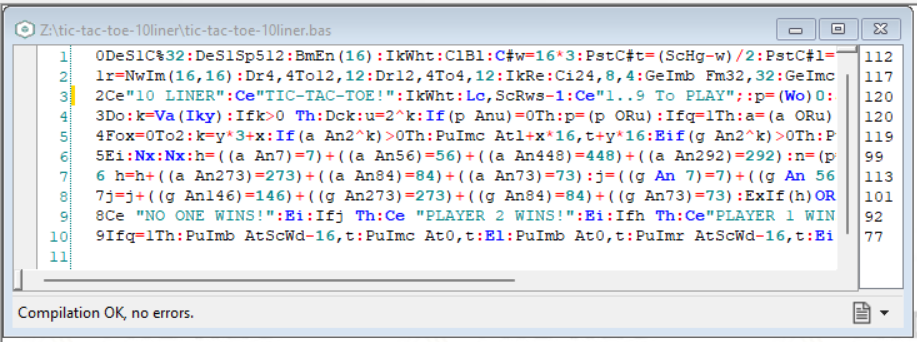 Z:\tic-tac-toe-10liner\tic-tac-toe-10liner.bas
1 0DeS1C%32:DeS1Sp512:BmEn(16):IkWht:ClB1:C#w=16*3:PstC#t=(ScHg-w)/2:PstC#l= 112
2 1r=NwIm(16,16):Dr4,4To12,12:Dr12,4To4,12:IkRe:Ci24,8,4:GeImb Fm32,32:GeImc 117
3 2Ce"10 LINER":Ce"TIC-TAC-TOE!":IkWht:Lc,ScRws-1:Ce"1..9 To PLAY";:p=(Wo)0: 120
4 3Do:k=Va(Iky):Ifk>0 Th:Dck:u=2^k:If(p Anu)=0Th:p=(p ORu):Ifq=1Th:a=(a ORu) 120
5 4Fox=0To2:k=y*3+x:If(a An2^k)>0Th:PuImc Atl+x*16,t+y*16:Eif(g An2^k)>0Th:P 119
6 5Ei:Nx:Nx:h=((a An7)=7)+((a An56)=56)+((a An448)=448)+((a An292)=292):n=(p 99
7 6 h=h+((a An273)=273)+((a An84)=84)+((a An73)=73):j=((g An 7)=7)+((g An 56 113
8 7j=j+((g An146)=146)+((g An273)=273)+((g An84)=84)+((g An73)=73):ExIf(h)OR 101
9 8Ce "NO ONE WINS!":Ei:Ifj Th:Ce "PLAYER 2 WINS!":Ei:Ifh Th:Ce"PLAYER 1 WIN 92
10 9Ifq=1Th:PuImb AtScWd-16,t:PuImc At0,t:El:PuImb At0,t:PuImr AtScWd-16,t:Ei 77
11
Compilation OK, no errors.